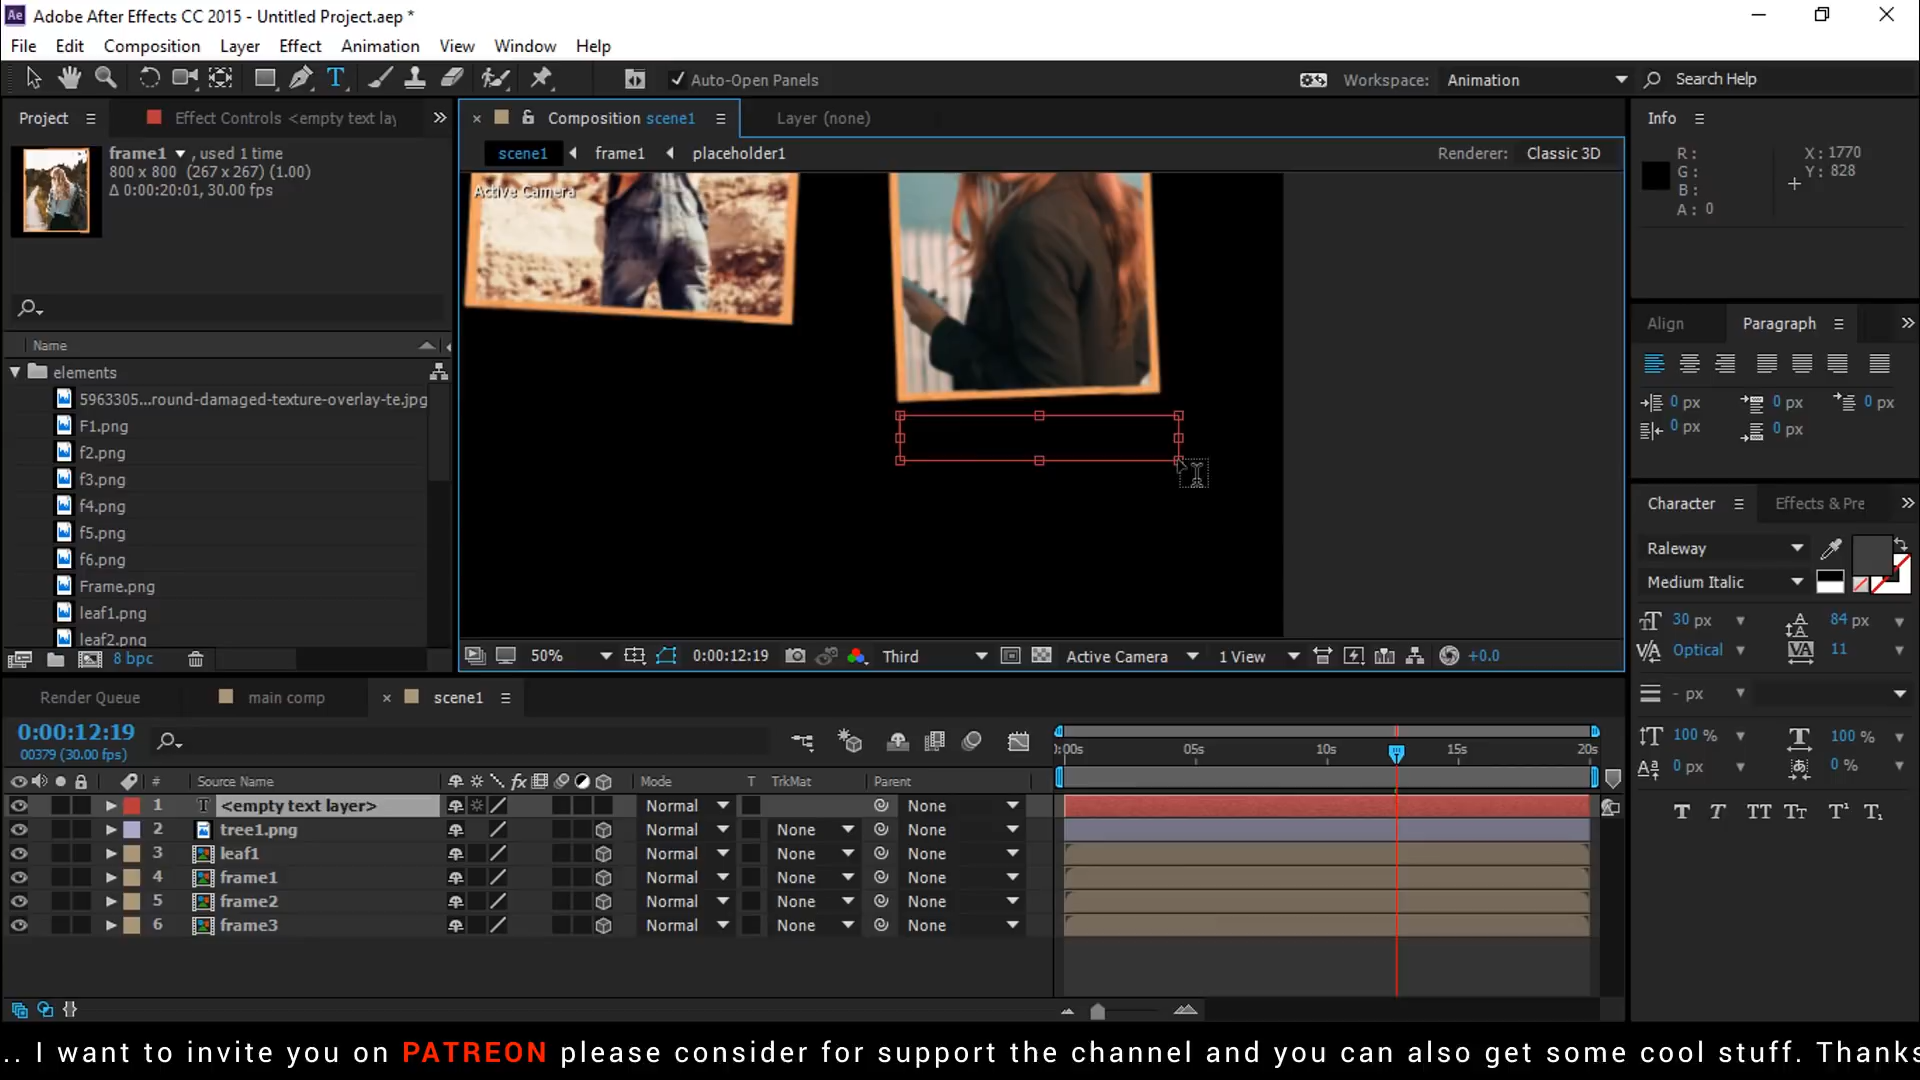 Adobe After Effects CC 2015 - Untitled Project.aep *
File Edit Composition Layer Effect Animation View Window Help
Auto-Open Panels
Workspace: Animation
Search Help
Project
Effect Controls <empty text lay
frame1 , used 1 time
800 x 800 (267 x 267) (1.00)
Δ 0:00:20:01, 30.00 fps
Name
elements
5963305...round-damaged-texture-overlay-te.jpg
F1.png
f2.png
f3.png
f4.png
f5.png
f6.png
Frame.png
leaf1.png
leaf2.png
8 bpc
Composition scene1
Layer (none)
scene1 frame1 placeholder1
Renderer: Classic 3D
Active Camera
50% 0:00:12:19 Third Active Camera 1 View +0.0
Info
R:
G:
B:
A: 0
X: 1770
Y: 828
Align Paragraph
0 px 0 px 0 px
0 px 0 px
Character Effects & Pre
Raleway
Medium Italic
30 px 84 px
Optical 11
- px
100 % 100 %
0 px 0 %
Render Queue main comp scene1
0:00:12:19
00379 (30.00 fps)
# Source Name Mode T TrkMat Parent
1 <empty text layer> Normal None
2 tree1.png Normal None None
3 leaf1 Normal None None
4 frame1 Normal None None
5 frame2 Normal None None
6 frame3 Normal None None
):00s 05s 10s 15s 20s
.. I want to invite you on PATREON please consider for support the channel and you can also get some cool stuff. Thanks